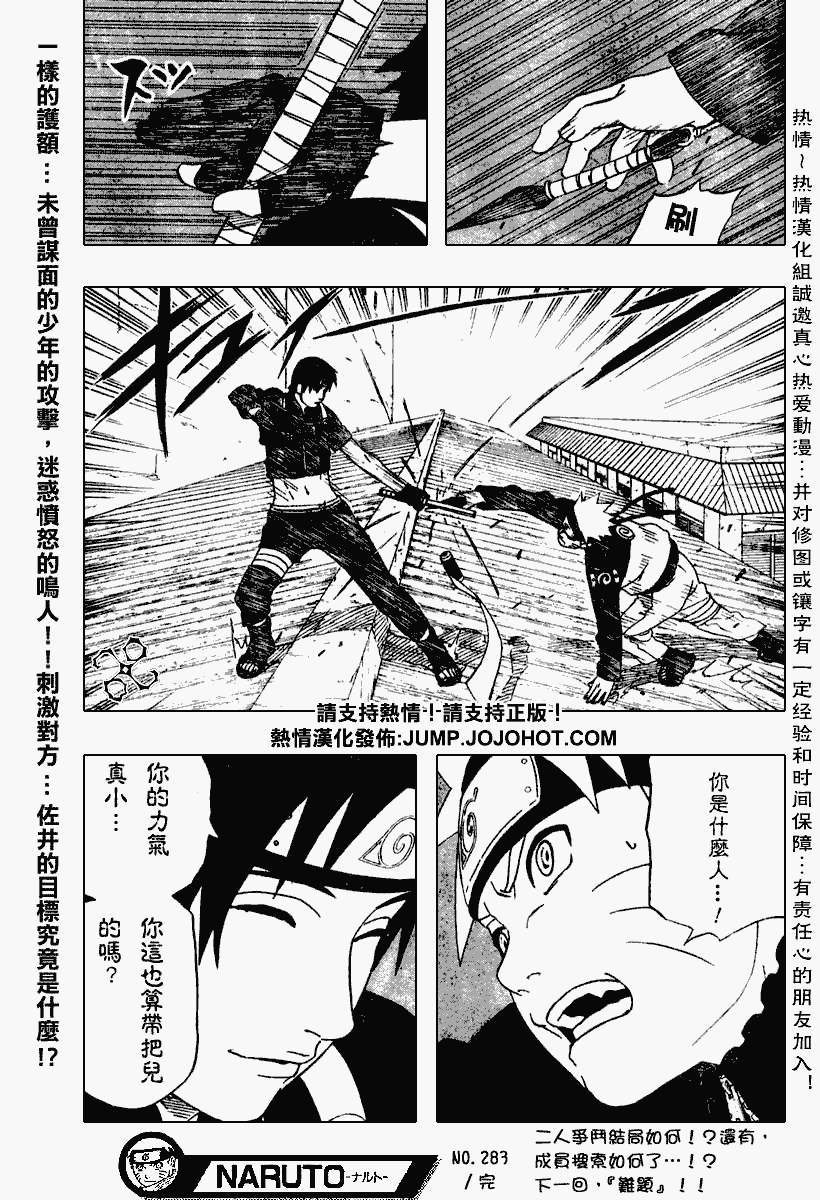 刷
スッ
請支持熱情！請支持正版！
熱情漢化發佈:JUMP.JOJOHOT.COM
你是什麼人…！
你的力氣
真小…
你這也算帶把兒
的嗎？
热情～热情漢化組誠邀真心热爱動漫…并对修图或镶字有一定经验和时间保障…有责任心的朋友加入！
一樣的護額…未曾謀面的少年的攻擊，迷惑憤怒的鳴人！！刺激對方…佐井的目標究竟是什麼!?
NARUTO-ナルト-
NO.283
/完
二人爭鬥結局如何！？還有，
成員搜索如何了…！？
下一回，『難題』！！